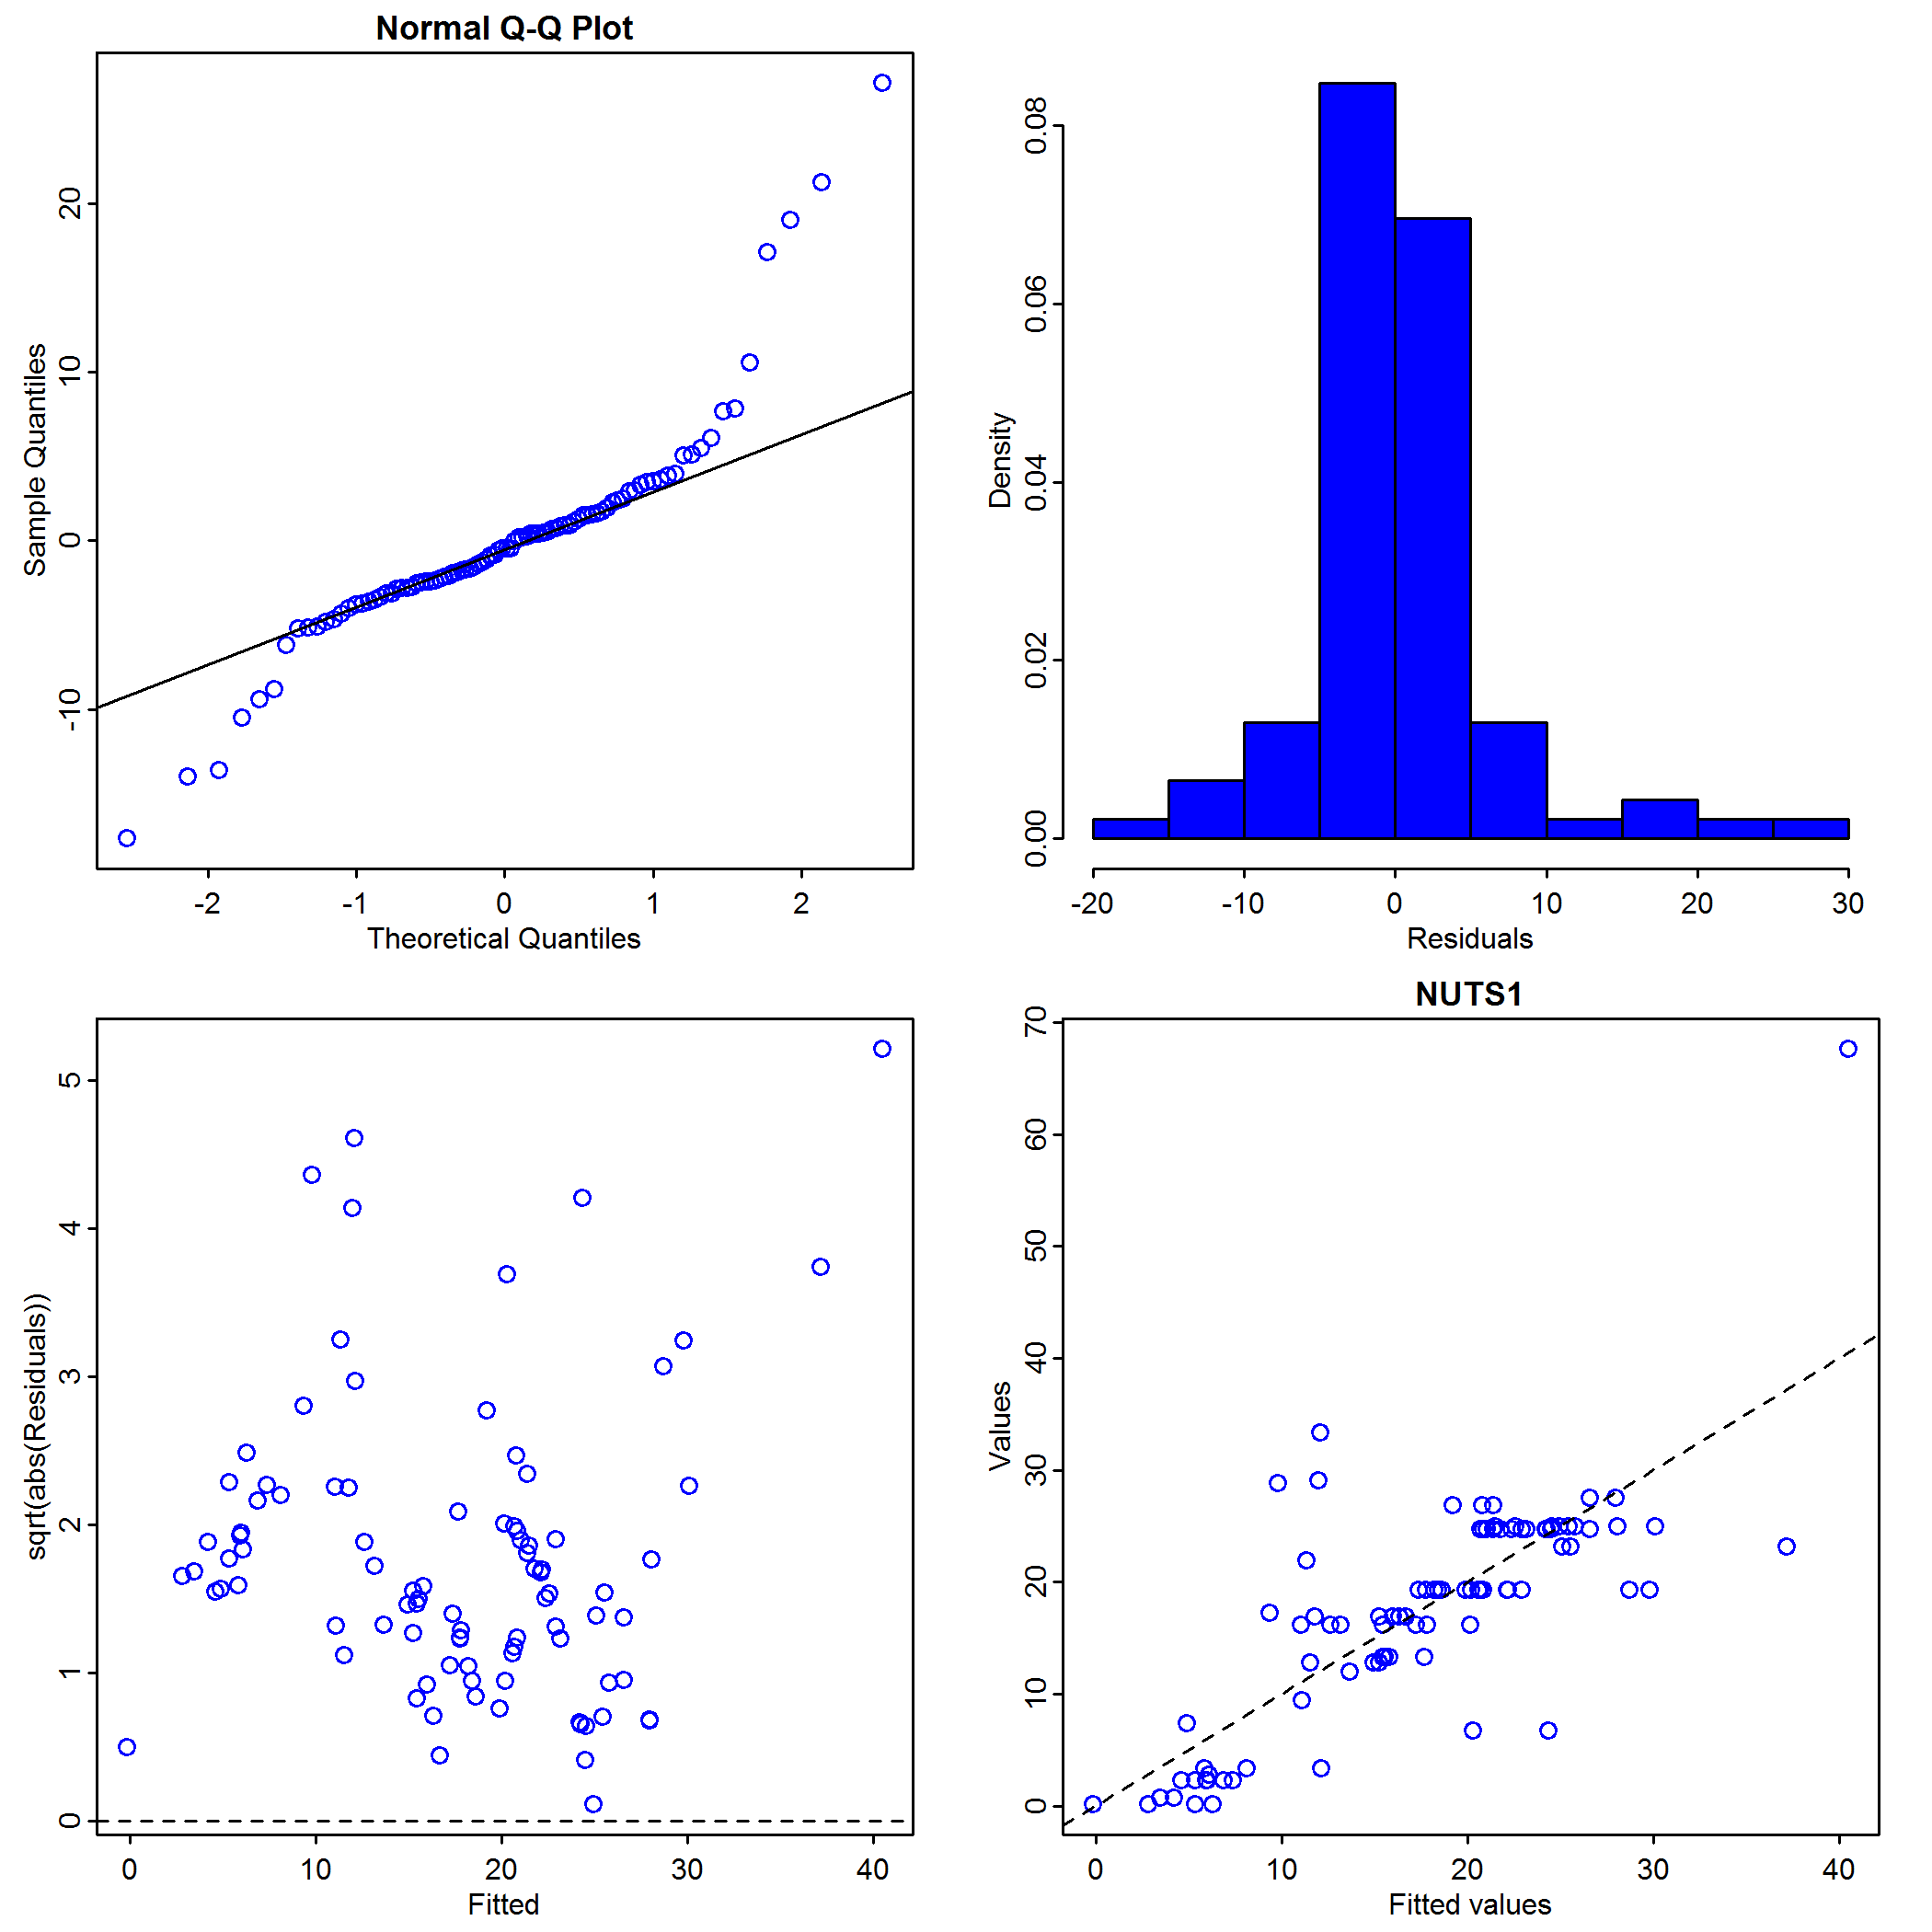 Normal Q-Q Plot
Sample Quantiles
20
10
0
-10
-2 -1 0 1 2
Theoretical Quantiles
Density
0.08
0.06
0.04
0.02
0.00
-20 -10 0 10 20 30
Residuals
sqrt(abs(Residuals))
5
4
3
2
1
0
0 10 20 30 40
Fitted
NUTS1
Values
70
60
50
40
30
20
10
0
0 10 20 30 40
Fitted values